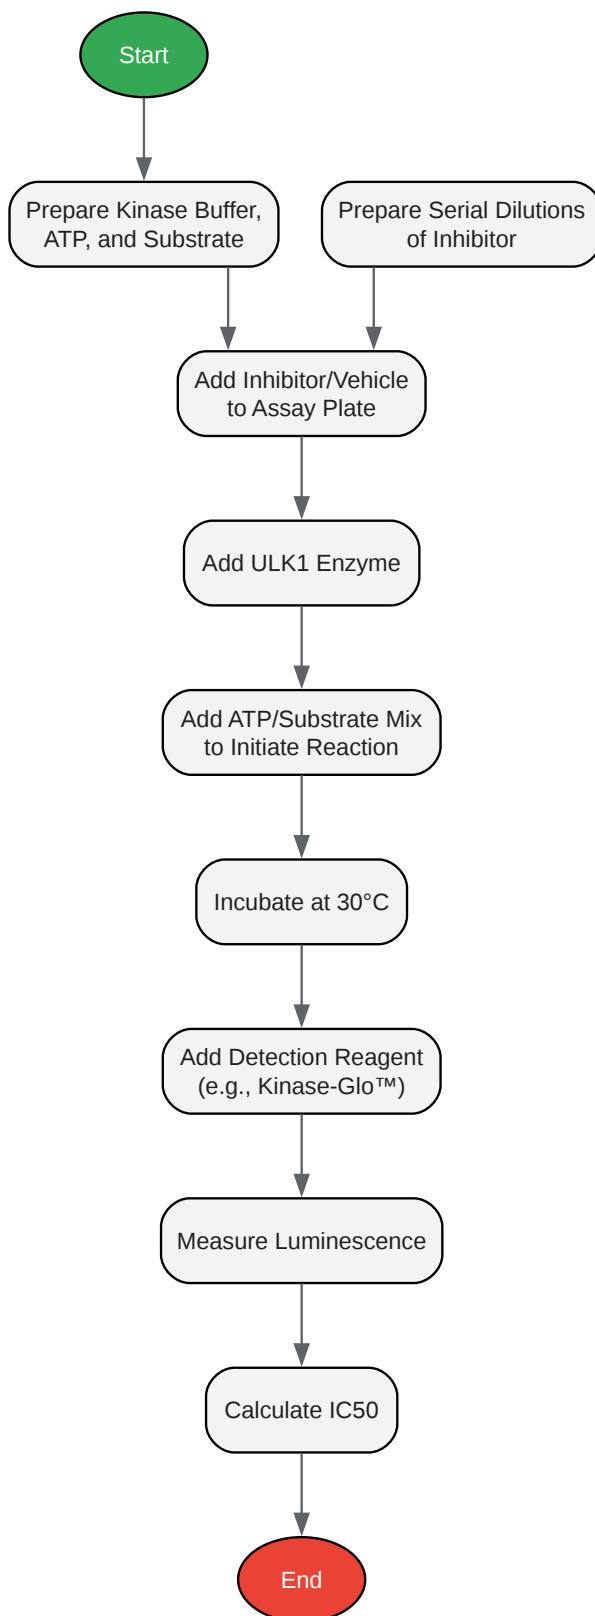 Start
Prepare Kinase Buffer,
ATP, and Substrate
Prepare Serial Dilutions
of Inhibitor
Add Inhibitor/Vehicle
to Assay Plate
Add ULK1 Enzyme
Add ATP/Substrate Mix
to Initiate Reaction
Incubate at 30°C
Add Detection Reagent
(e.g., Kinase-Glo™)
Measure Luminescence
Calculate IC50
End